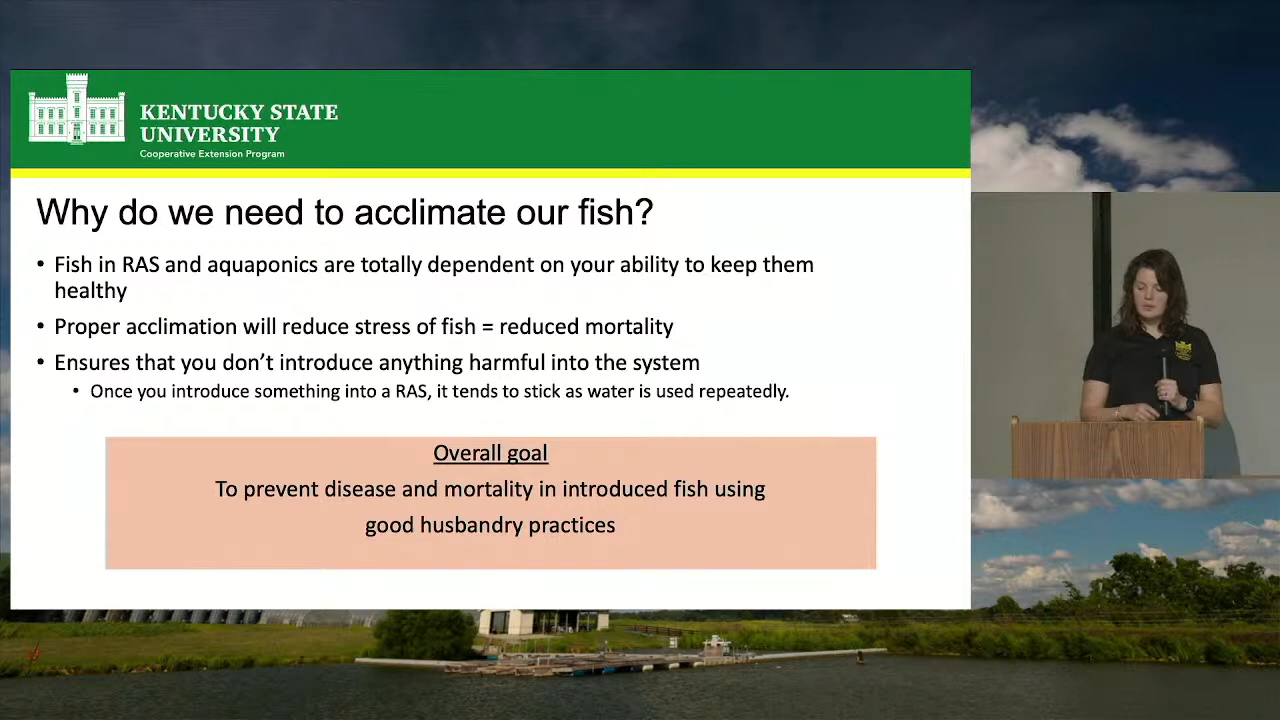 KENTUCKY STATE
UNIVERSITY
Cooperative Extension Program
Why do we need to acclimate our fish?
• Fish in RAS and aquaponics are totally dependent on your ability to keep them
healthy
• Proper acclimation will reduce stress of fish = reduced mortality
• Ensures that you don’t introduce anything harmful into the system
• Once you introduce something into a RAS, it tends to stick as water is used repeatedly.
Overall goal
To prevent disease and mortality in introduced fish using
good husbandry practices